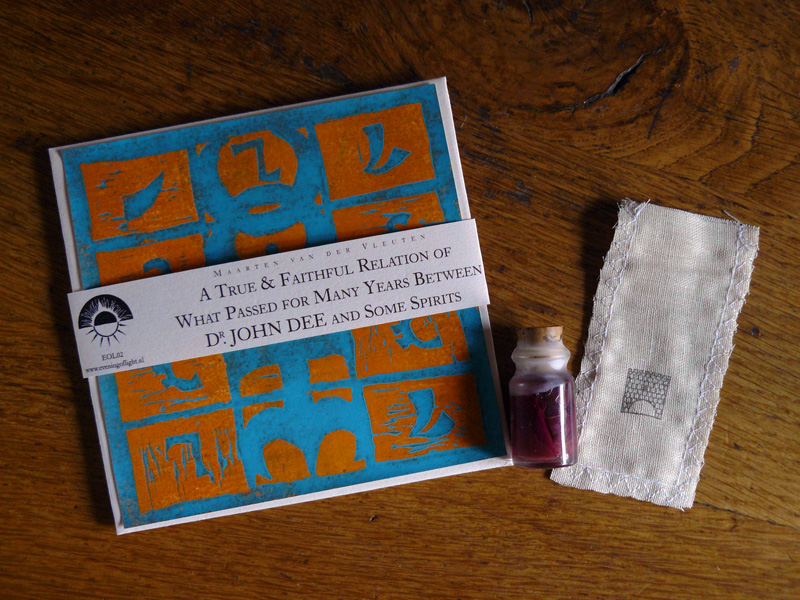 MAARTEN VAN DER VLEUTEN
A TRUE & FAITHFUL RELATION OF
WHAT PASSED FOR MANY YEARS BETWEEN
DR. JOHN DEE AND SOME SPIRITS
EOL02
www.eveningoflight.nl